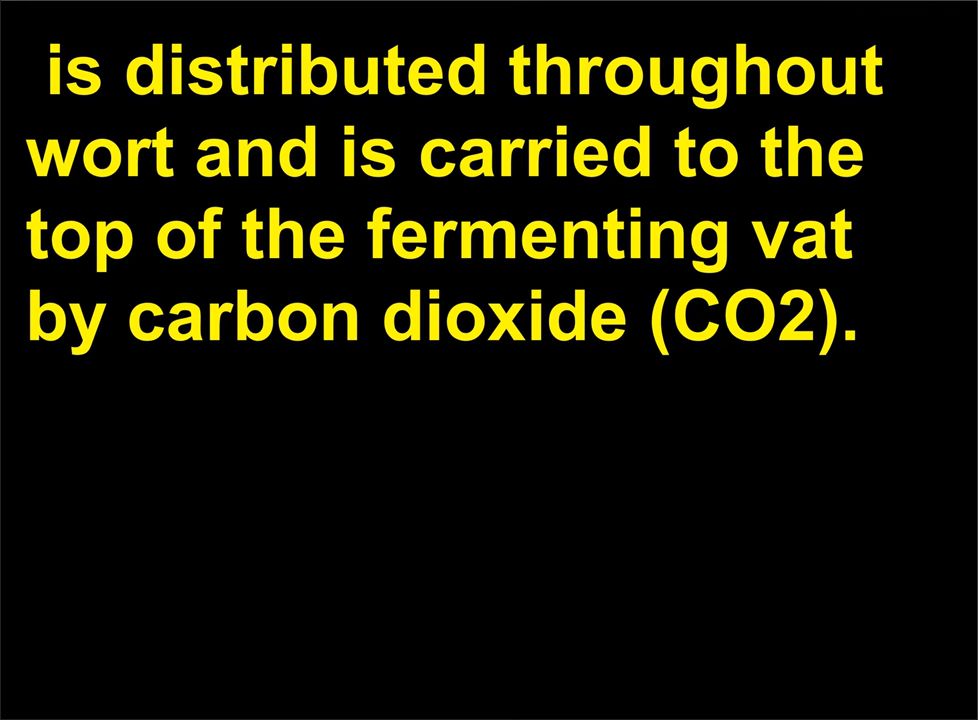 is distributed throughout
wort and is carried to the
top of the fermenting vat
by carbon dioxide (CO2).